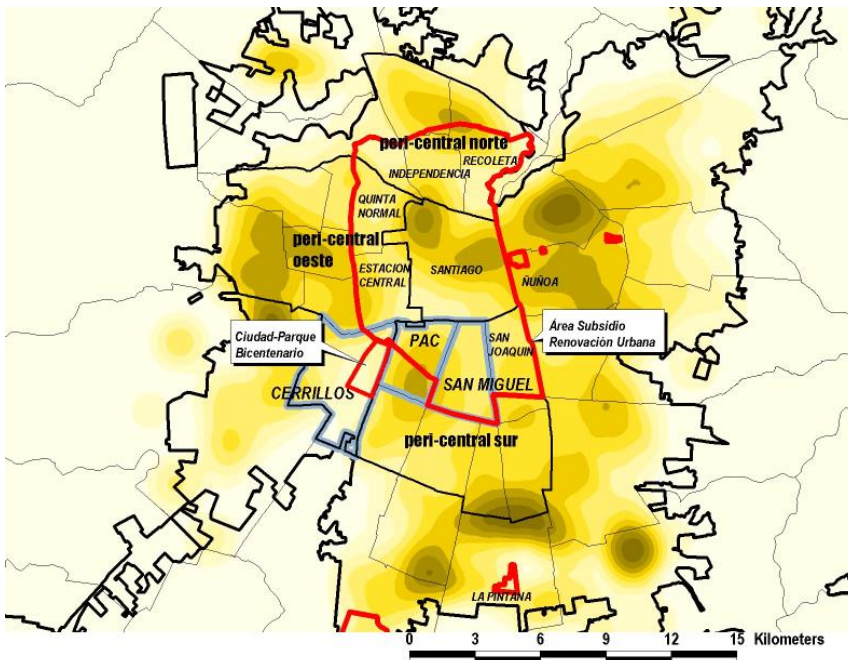 peri-central norte
RECOLETA
INDEPENDENCIA
QUINTA
NORMAL
peri-central
oeste
ESTACION
CENTRAL
SANTIAGO
ÑUÑOA
Ciudad-Parque
Bicentenario
PAC
SAN
JOAQUIN
Área Subsidio
Renovación Urbana
CERRILLOS
SAN MIGUEL
peri-central sur
LA PINTANA
0 3 6 9 12 15 Kilometers